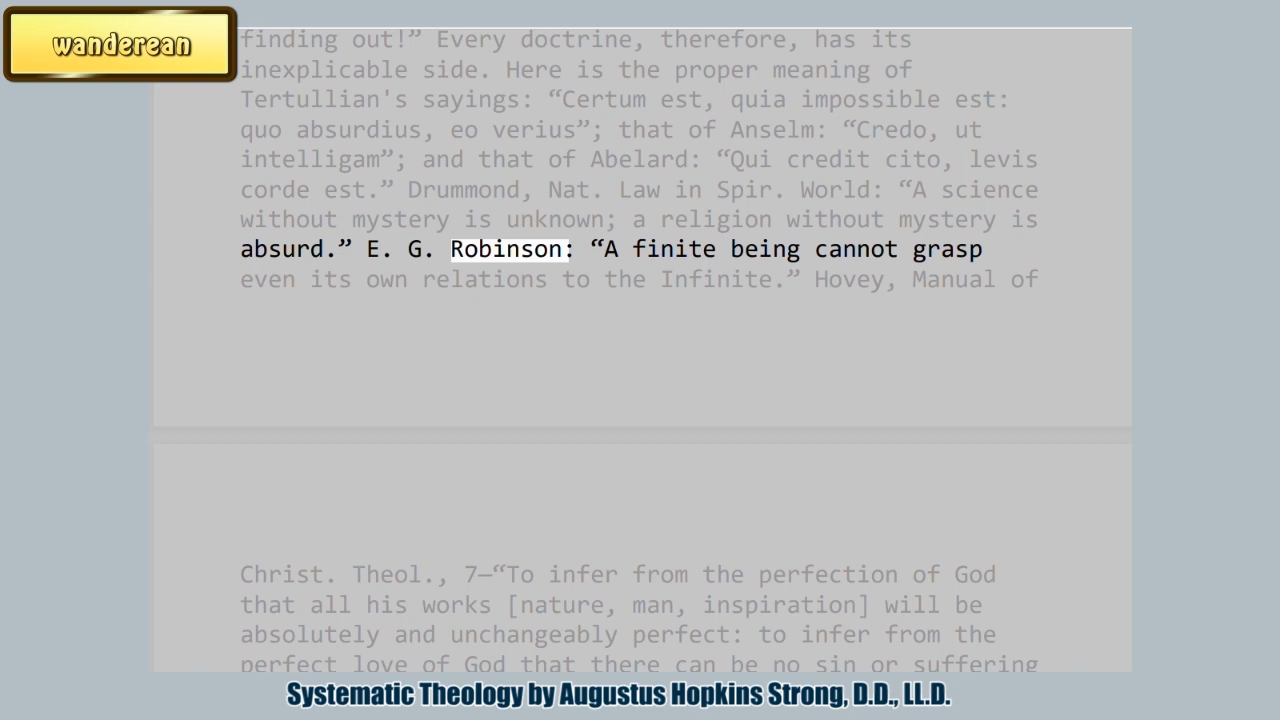 wanderean
finding out!” Every doctrine, therefore, has its
inexplicable side. Here is the proper meaning of
Tertullian's sayings: “Certum est, quia impossible est:
quo absurdius, eo verius”; that of Anselm: “Credo, ut
intelligam”; and that of Abelard: “Qui credit cito, levis
corde est.” Drummond, Nat. Law in Spir. World: “A science
without mystery is unknown; a religion without mystery is
absurd.” E. G. Robinson: “A finite being cannot grasp
even its own relations to the Infinite.” Hovey, Manual of
Christ. Theol., 7—“To infer from the perfection of God
that all his works [nature, man, inspiration] will be
absolutely and unchangeably perfect: to infer from the
perfect love of God that there can be no sin or suffering
Systematic Theology by Augustus Hopkins Strong, D.D., LL.D.